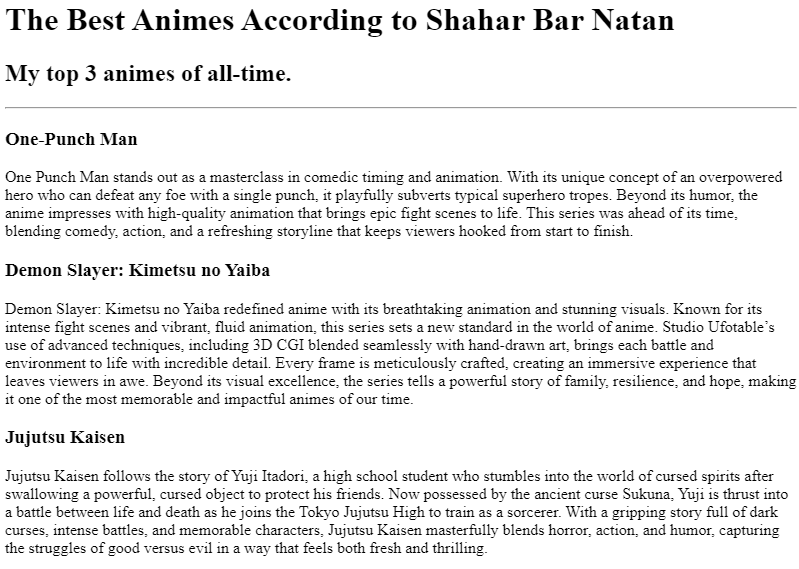 The Best Animes According to Shahar Bar Natan
My top 3 animes of all-time.
One-Punch Man
One Punch Man stands out as a masterclass in comedic timing and animation. With its unique concept of an overpowered
hero who can defeat any foe with a single punch, it playfully subverts typical superhero tropes. Beyond its humor, the
anime impresses with high-quality animation that brings epic fight scenes to life. This series was ahead of its time,
blending comedy, action, and a refreshing storyline that keeps viewers hooked from start to finish.
Demon Slayer: Kimetsu no Yaiba
Demon Slayer: Kimetsu no Yaiba redefined anime with its breathtaking animation and stunning visuals. Known for its
intense fight scenes and vibrant, fluid animation, this series sets a new standard in the world of anime. Studio Ufotable’s
use of advanced techniques, including 3D CGI blended seamlessly with hand-drawn art, brings each battle and
environment to life with incredible detail. Every frame is meticulously crafted, creating an immersive experience that
leaves viewers in awe. Beyond its visual excellence, the series tells a powerful story of family, resilience, and hope, making
it one of the most memorable and impactful animes of our time.
Jujutsu Kaisen
Jujutsu Kaisen follows the story of Yuji Itadori, a high school student who stumbles into the world of cursed spirits after
swallowing a powerful, cursed object to protect his friends. Now possessed by the ancient curse Sukuna, Yuji is thrust into
a battle between life and death as he joins the Tokyo Jujutsu High to train as a sorcerer. With a gripping story full of dark
curses, intense battles, and memorable characters, Jujutsu Kaisen masterfully blends horror, action, and humor, capturing
the struggles of good versus evil in a way that feels both fresh and thrilling.